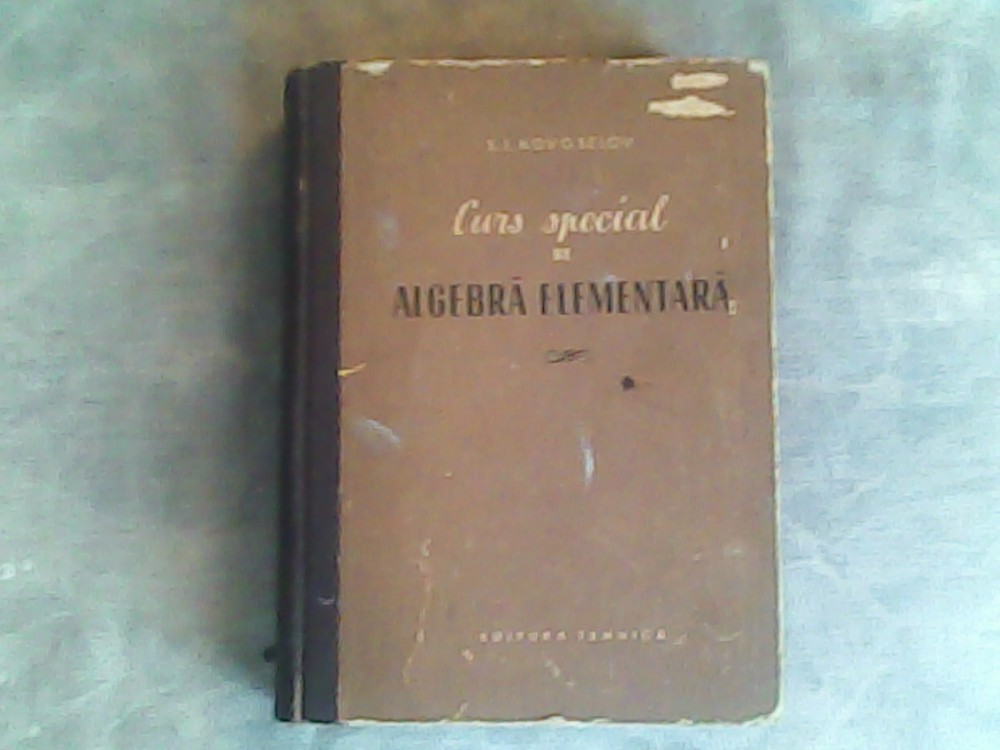 S. I. NOVOSELOV
Curs special
DE
ALGEBRĂ ELEMENTARĂ
EDITURA TEHNICĂ